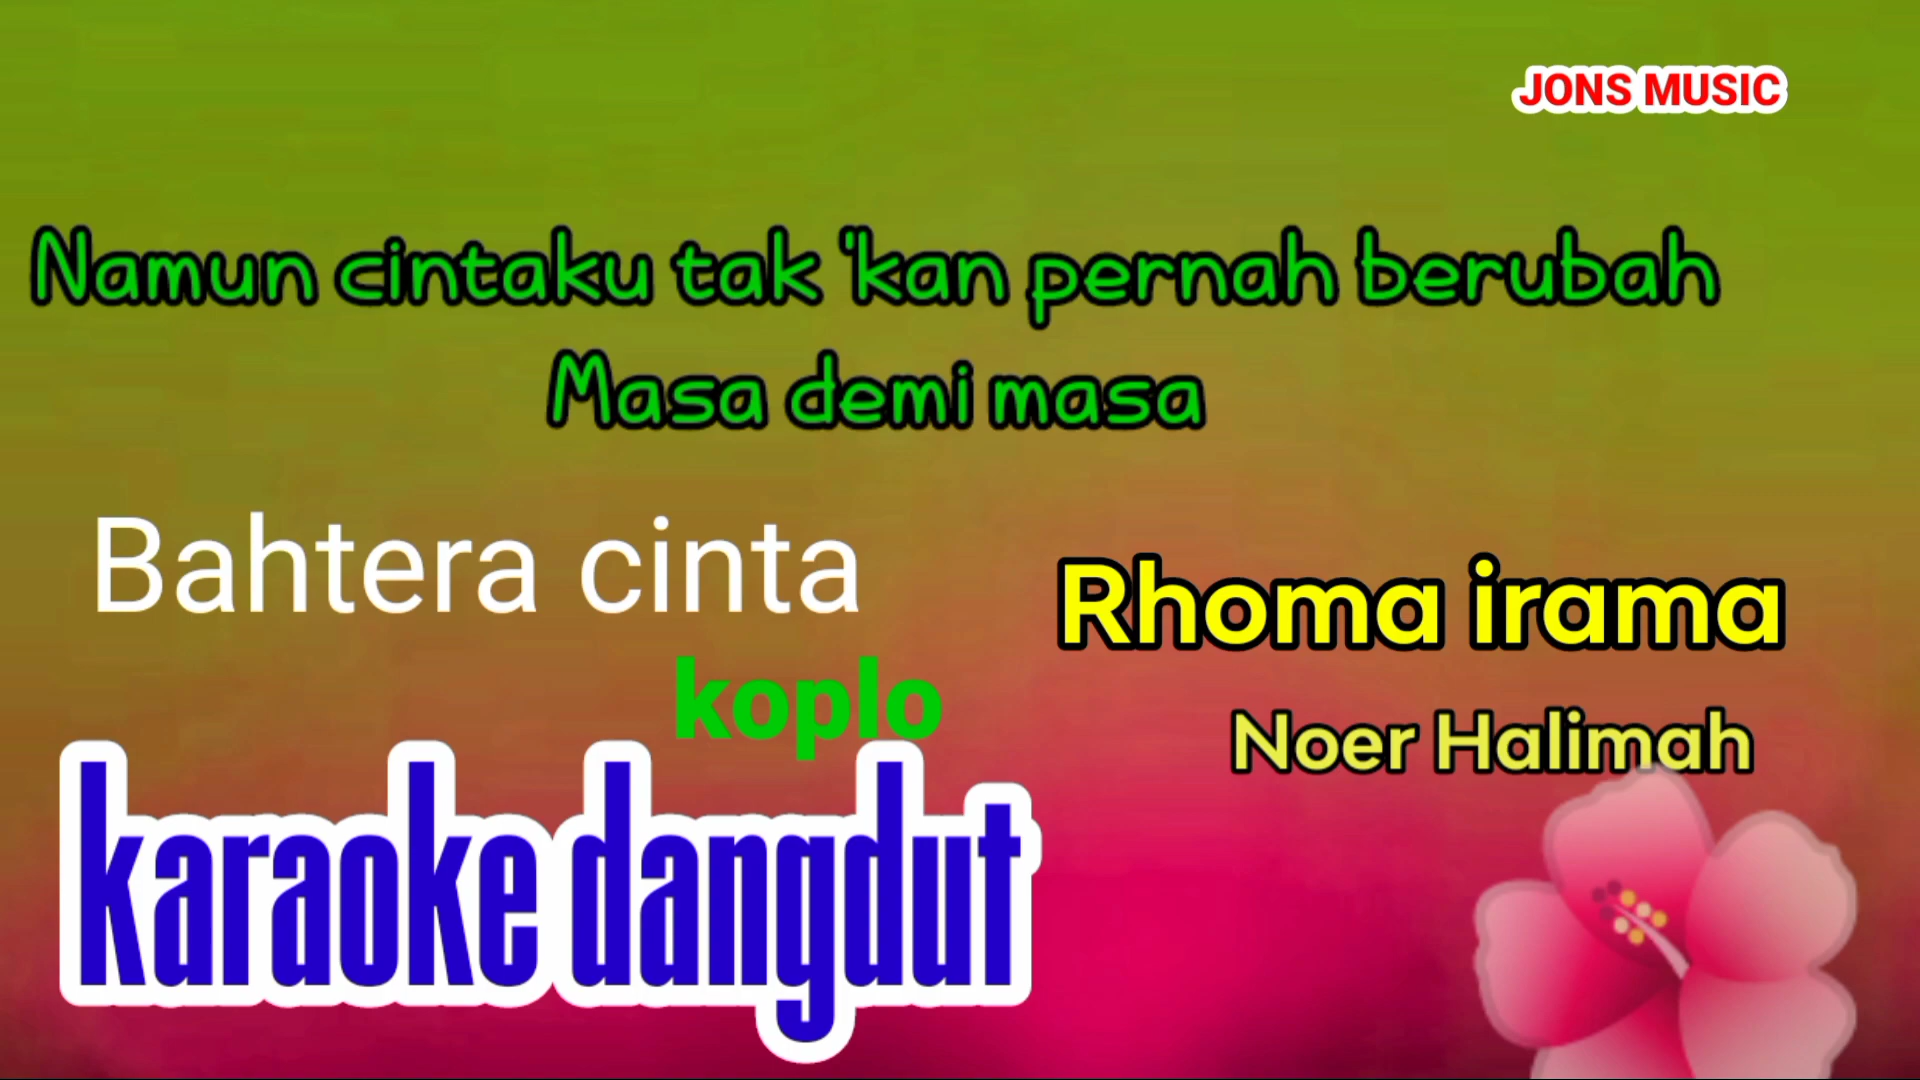 JONS MUSIC
Namun cintaku tak 'kan pernah berubah
Masa demi masa
Bahtera cinta
Rhoma irama
koplo
Noer Halimah
karaoke dangdut